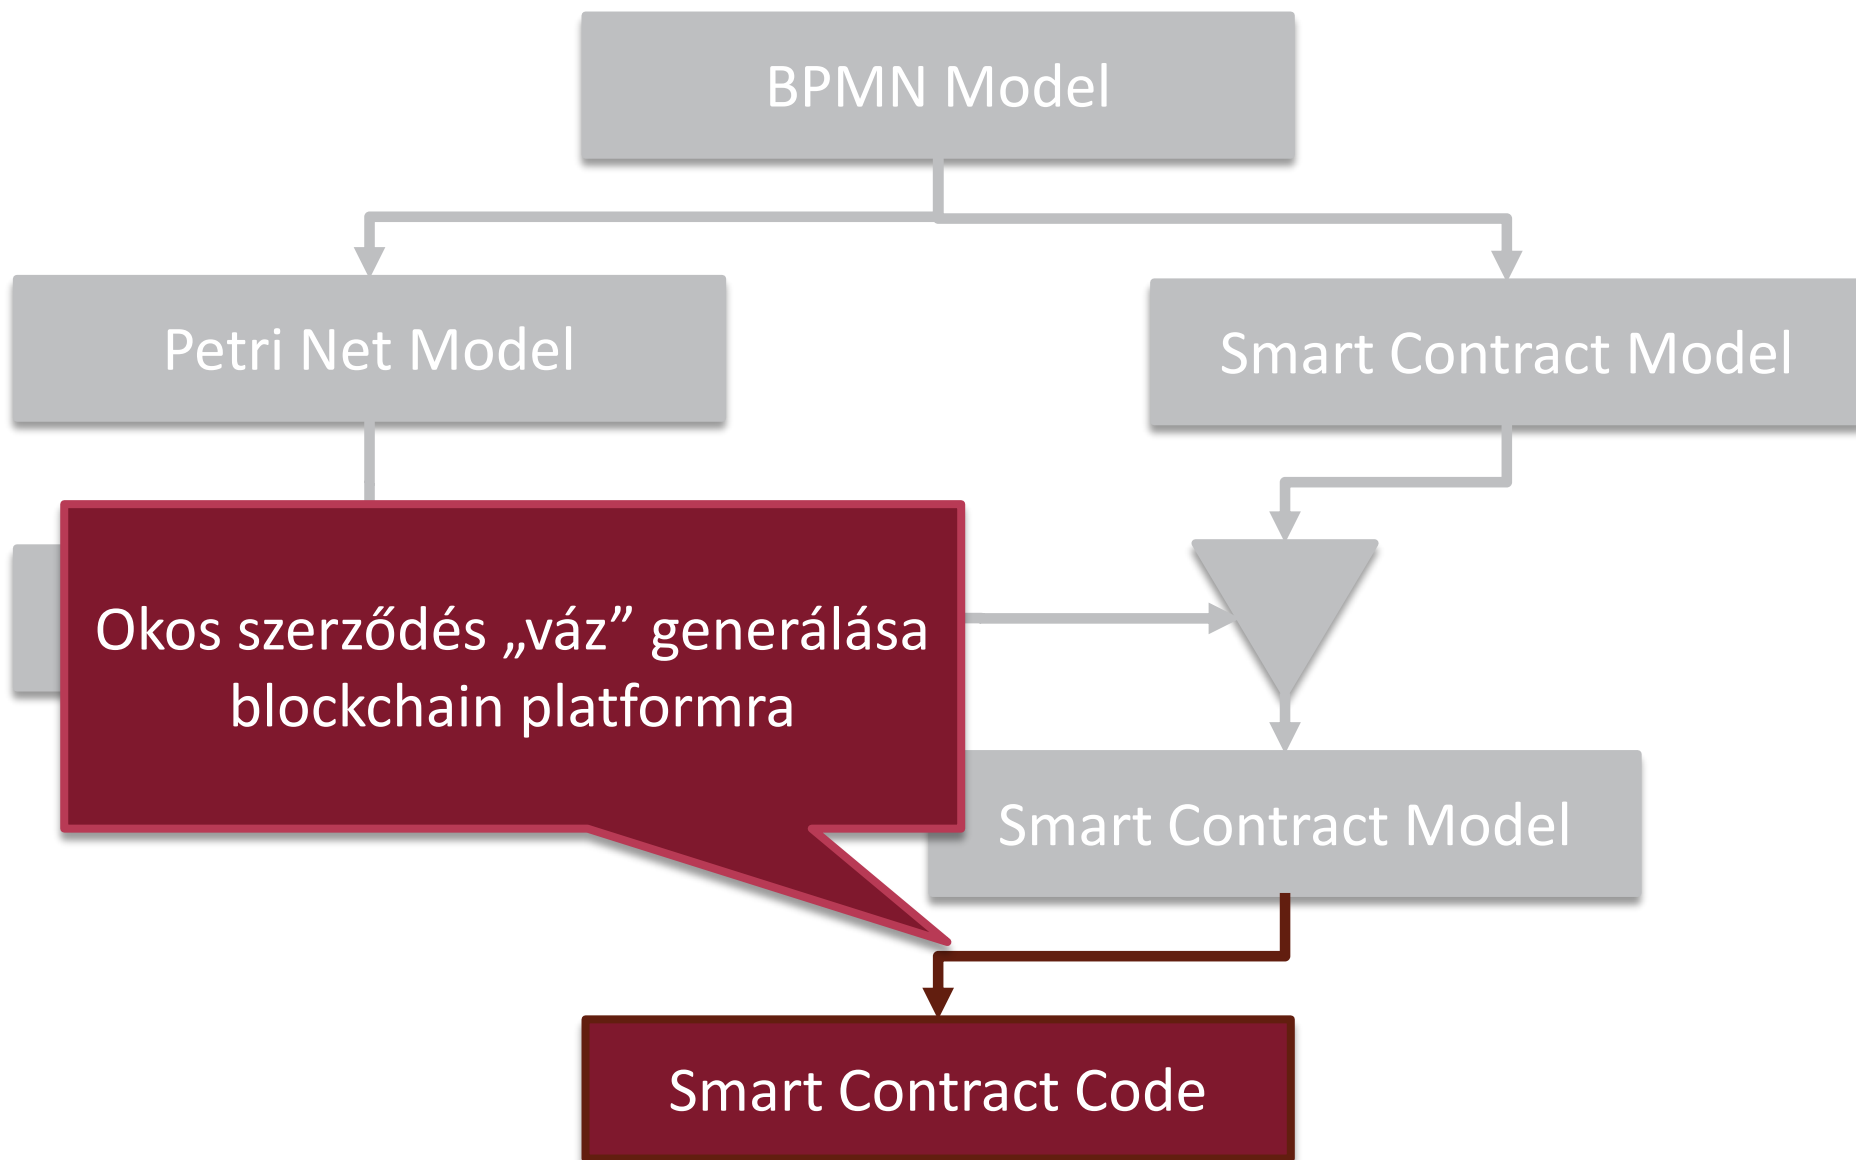 BPMN Model
Petri Net Model
Smart Contract Model
Okos szerződés „váz” generálása
blockchain platformra
Smart Contract Model
Smart Contract Code